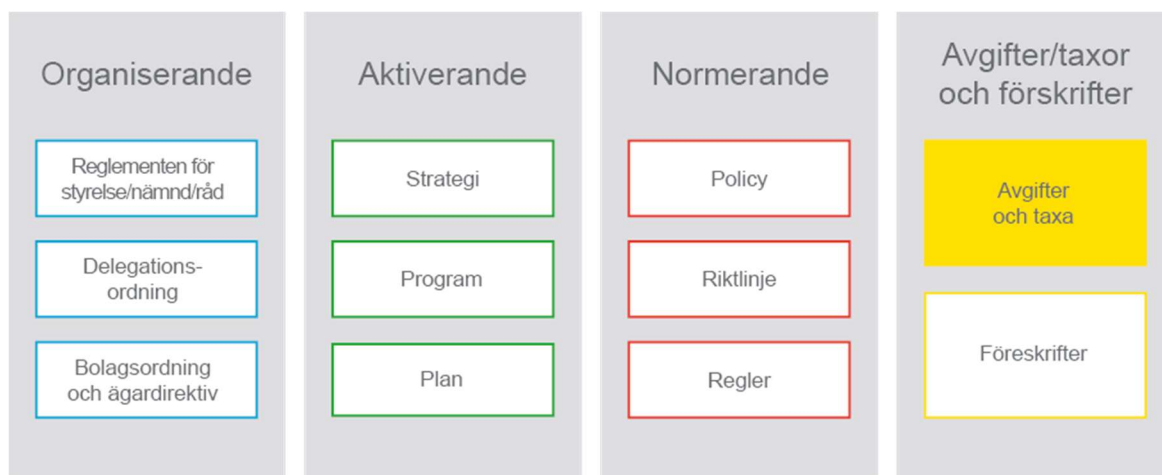 Organiserande
Reglementen för
styrelse/nämnd/råd
Delegations-
ordning
Bolagsordning
och ägardirektiv
Aktiverande
Strategi
Program
Plan
Normerande
Policy
Riktlinje
Regler
Avgifter/taxor
och förskrifter
Avgifter
och taxa
Föreskrifter